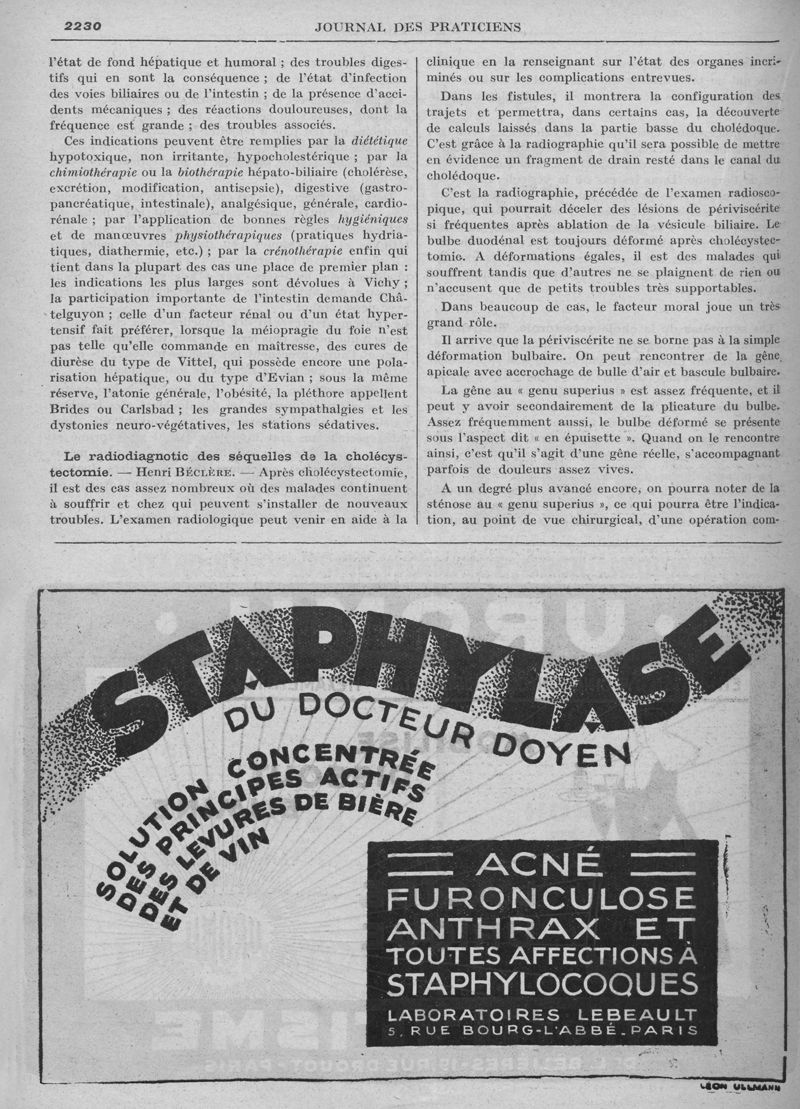 2230
JOURNAL DES PRATICIENS
l'état de fond hépatique et humoral ; des troubles diges-
tifs qui en sont la conséquence ; de l'état d'infection
des voies biliaires ou de l'intestin ; de la présence d'acci-
dents mécaniques ; des réactions douloureuses, dont la
fréquence est grande ; des troubles associés.
Ces indications peuvent être remplies par la diététique
hypotoxique, non irritante, hypocholestérique ; par la
chimiothérapie ou la biothérapie hépato-biliaire (cholérèse,
excrétion, modification, antisepsie), digestive (gastro-
pancréatique, intestinale), analgésique, générale, cardio-
rénale ; par l'application de bonnes règles hygiéniques
et de manœuvres physiothérapiques (pratiques hydria-
tiques, diathermie, etc.) ; par la crénothérapie enfin qui
tient dans la plupart des cas une place de premier plan :
les indications les plus larges sont dévolues à Vichy ;
la participation importante de l'intestin demande Châ-
telguyon ; celle d'un facteur rénal ou d'un état hyper-
tensif fait préférer, lorsque la méiopragie du foie n'est
pas telle qu'elle commande en maîtresse, des cures de
diurèse du type de Vittel, qui possède encore une pola-
risation hépatique, ou du type d'Evian ; sous la même
réserve, l'atonie générale, l'obésité, la pléthore appellent
Brides ou Carlsbad ; les grandes sympathalgies et les
dystonies neuro-végétatives, les stations sédatives.
Le radiodiagnostic des séquelles de la cholécys-
tectomie. — Henri BÉCLÈRE. — Après cholécystectomie,
il est des cas assez nombreux où des malades continuent
à souffrir et chez qui peuvent s'installer de nouveaux
troubles. L'examen radiologique peut venir en aide à la
clinique en la renseignant sur l'état des organes incri-
minés ou sur les complications entrevues.
Dans les fistules, il montrera la configuration des
trajets et permettra, dans certains cas, la découverte
de calculs laissés dans la partie basse du cholédoque.
C'est grâce à la radiographie qu'il sera possible de mettre
en évidence un fragment de drain resté dans le canal du
cholédoque.
C'est la radiographie, précédée de l'examen radiosco-
pique, qui pourrait déceler des lésions de périviscérite
si fréquentes après ablation de la vésicule biliaire. Le
bulbe duodénal est toujours déformé après cholécystec-
tomie. A déformations égales, il est des malades qui
souffrent tandis que d'autres ne se plaignent de rien ou
n'accusent que de petits troubles très supportables.
Dans beaucoup de cas, le facteur moral joue un très
grand rôle.
Il arrive que la périviscérite ne se borne pas à la simple
déformation bulbaire. On peut rencontrer de la gêne
apicale avec accrochage de bulle d'air et bascule bulbaire.
La gêne au « genu superius » est assez fréquente, et il
peut y avoir secondairement de la plicature du bulbe.
Assez fréquemment aussi, le bulbe déformé se présente
sous l'aspect dit « en épuisette ». Quand on le rencontre
ainsi, c'est qu'il s'agit d'une gêne réelle, s'accompagnant
parfois de douleurs assez vives.
A un degré plus avancé encore, on pourra noter de la
sténose au « genu superius », ce qui pourra être l'indica-
tion, au point de vue chirurgical, d'une opération com-
STAPHYLASE
DU DOCTEUR DOYEN
SOLUTION CONCENTRÉE
DES PRINCIPES ACTIFS
DES LEVURES DE BIÈRE
ET DE VIN
ACNÉ
FURONCULOSE
ANTHRAX ET
TOUTES AFFECTIONS À
STAPHYLOCOQUES
LABORATOIRES LEBEAULT
5, RUE BOURG-L'ABBÉ. PARIS
LÉON ULLMANN